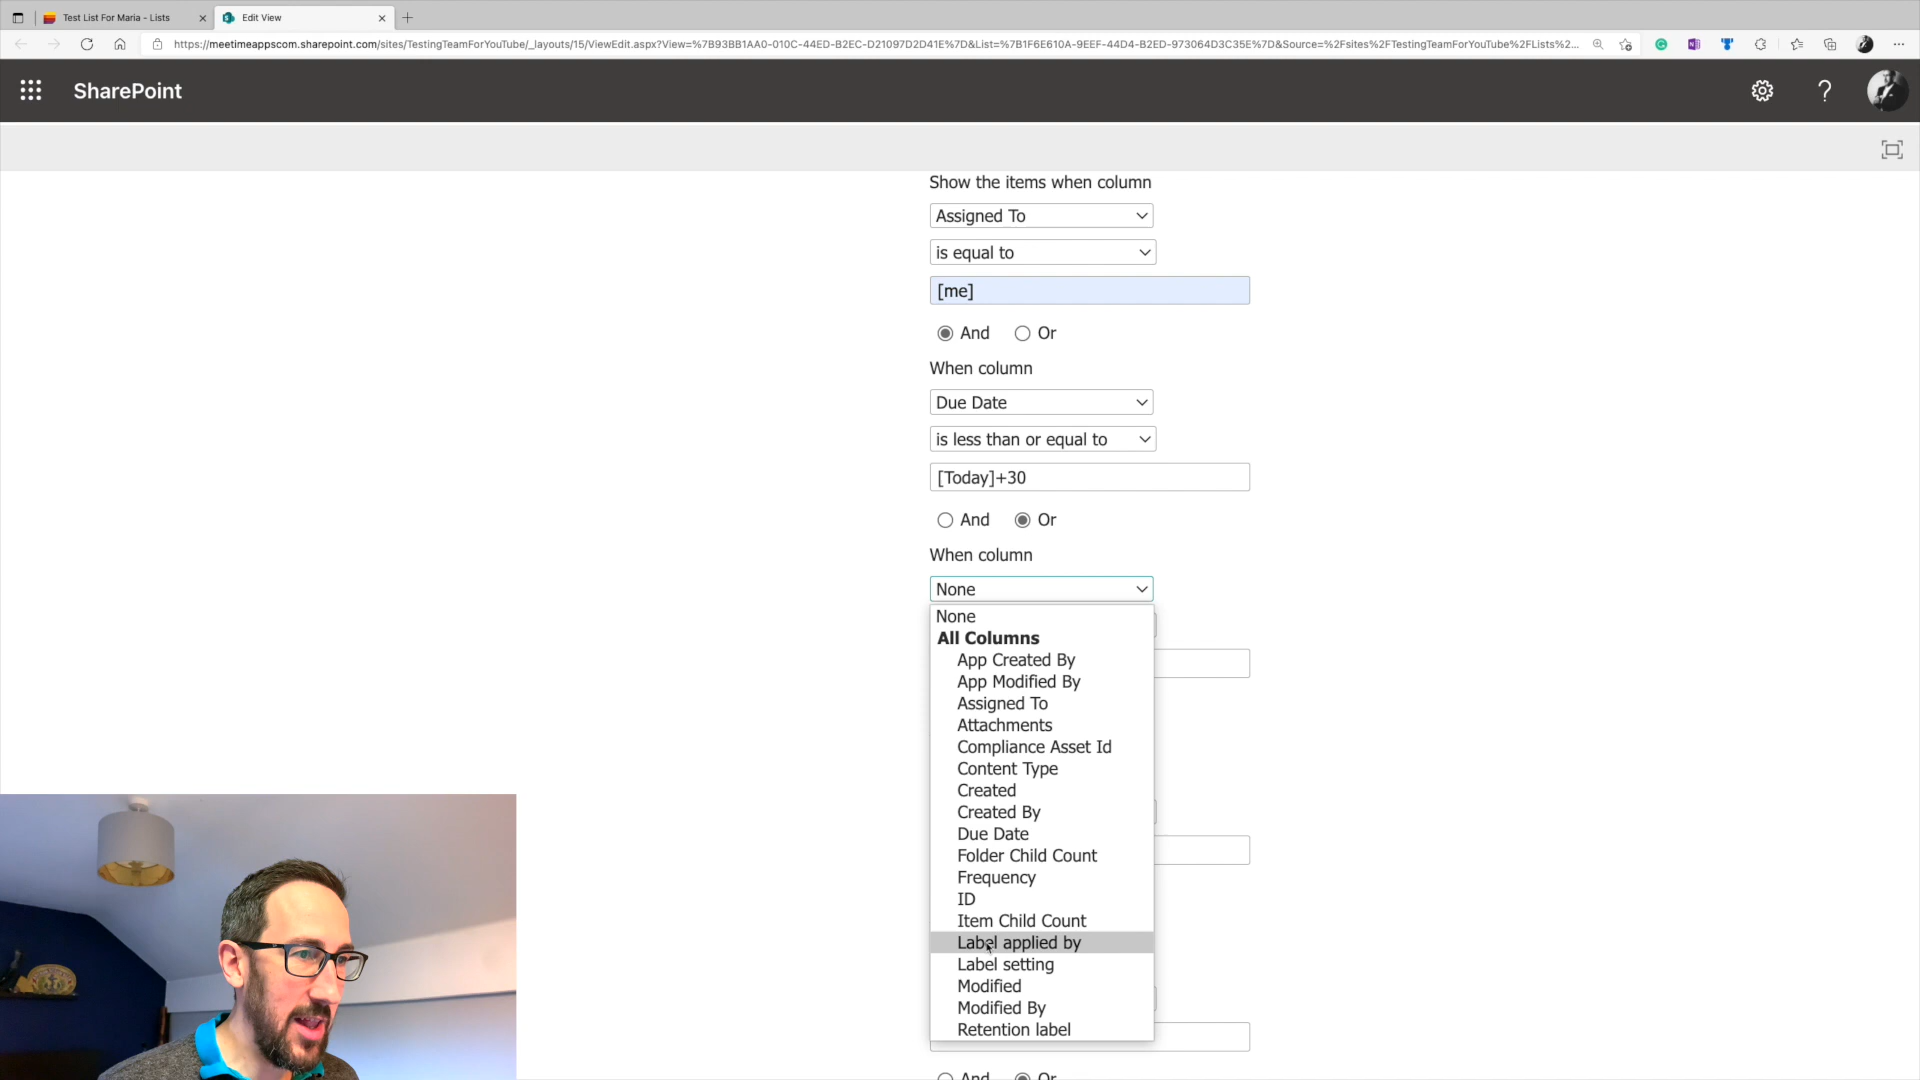 Test List For Maria - Lists
Edit View
https://meetimeappscom.sharepoint.com/sites/TestingTeamForYouTube/_layouts/15/ViewEdit.aspx?View=%7B93BB1AA0-010C-44ED-B2EC-D21097D2D41E%7D&List=%7B1F6E610A-9EEF-44D4-B2ED-973064D3C35E%7D&Source=%2Fsites%2FTestingTeamForYouTube%2FLists%2...
SharePoint
Show the items when column
Assigned To
is equal to
[me]
And Or
When column
Due Date
is less than or equal to
[Today]+30
And Or
When column
None
None
All Columns
App Created By
App Modified By
Assigned To
Attachments
Compliance Asset Id
Content Type
Created
Created By
Due Date
Folder Child Count
Frequency
ID
Item Child Count
Label applied by
Label setting
Modified
Modified By
Retention label
And Or